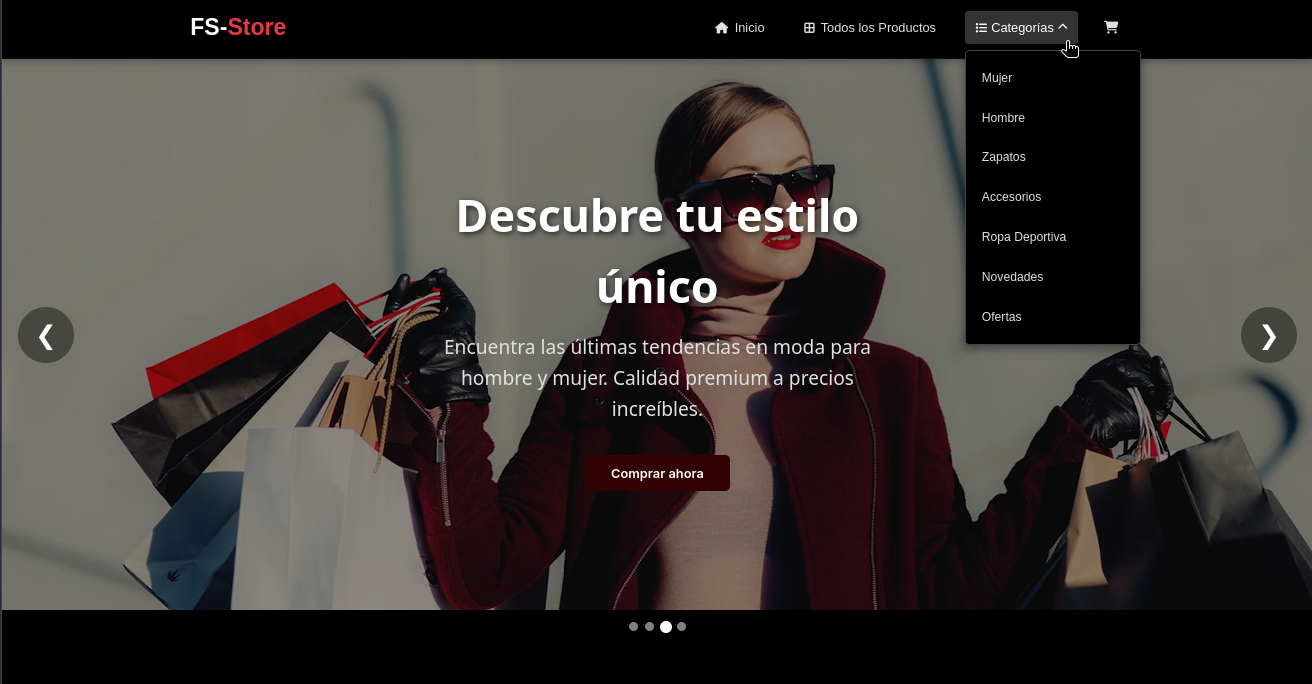 FS-Store
Inicio
Todos los Productos
Categorías
Mujer
Hombre
Zapatos
Accesorios
Ropa Deportiva
Novedades
Ofertas
Descubre tu estilo
único
Encuentra las últimas tendencias en moda para
hombre y mujer. Calidad premium a precios
increíbles.
Comprar ahora